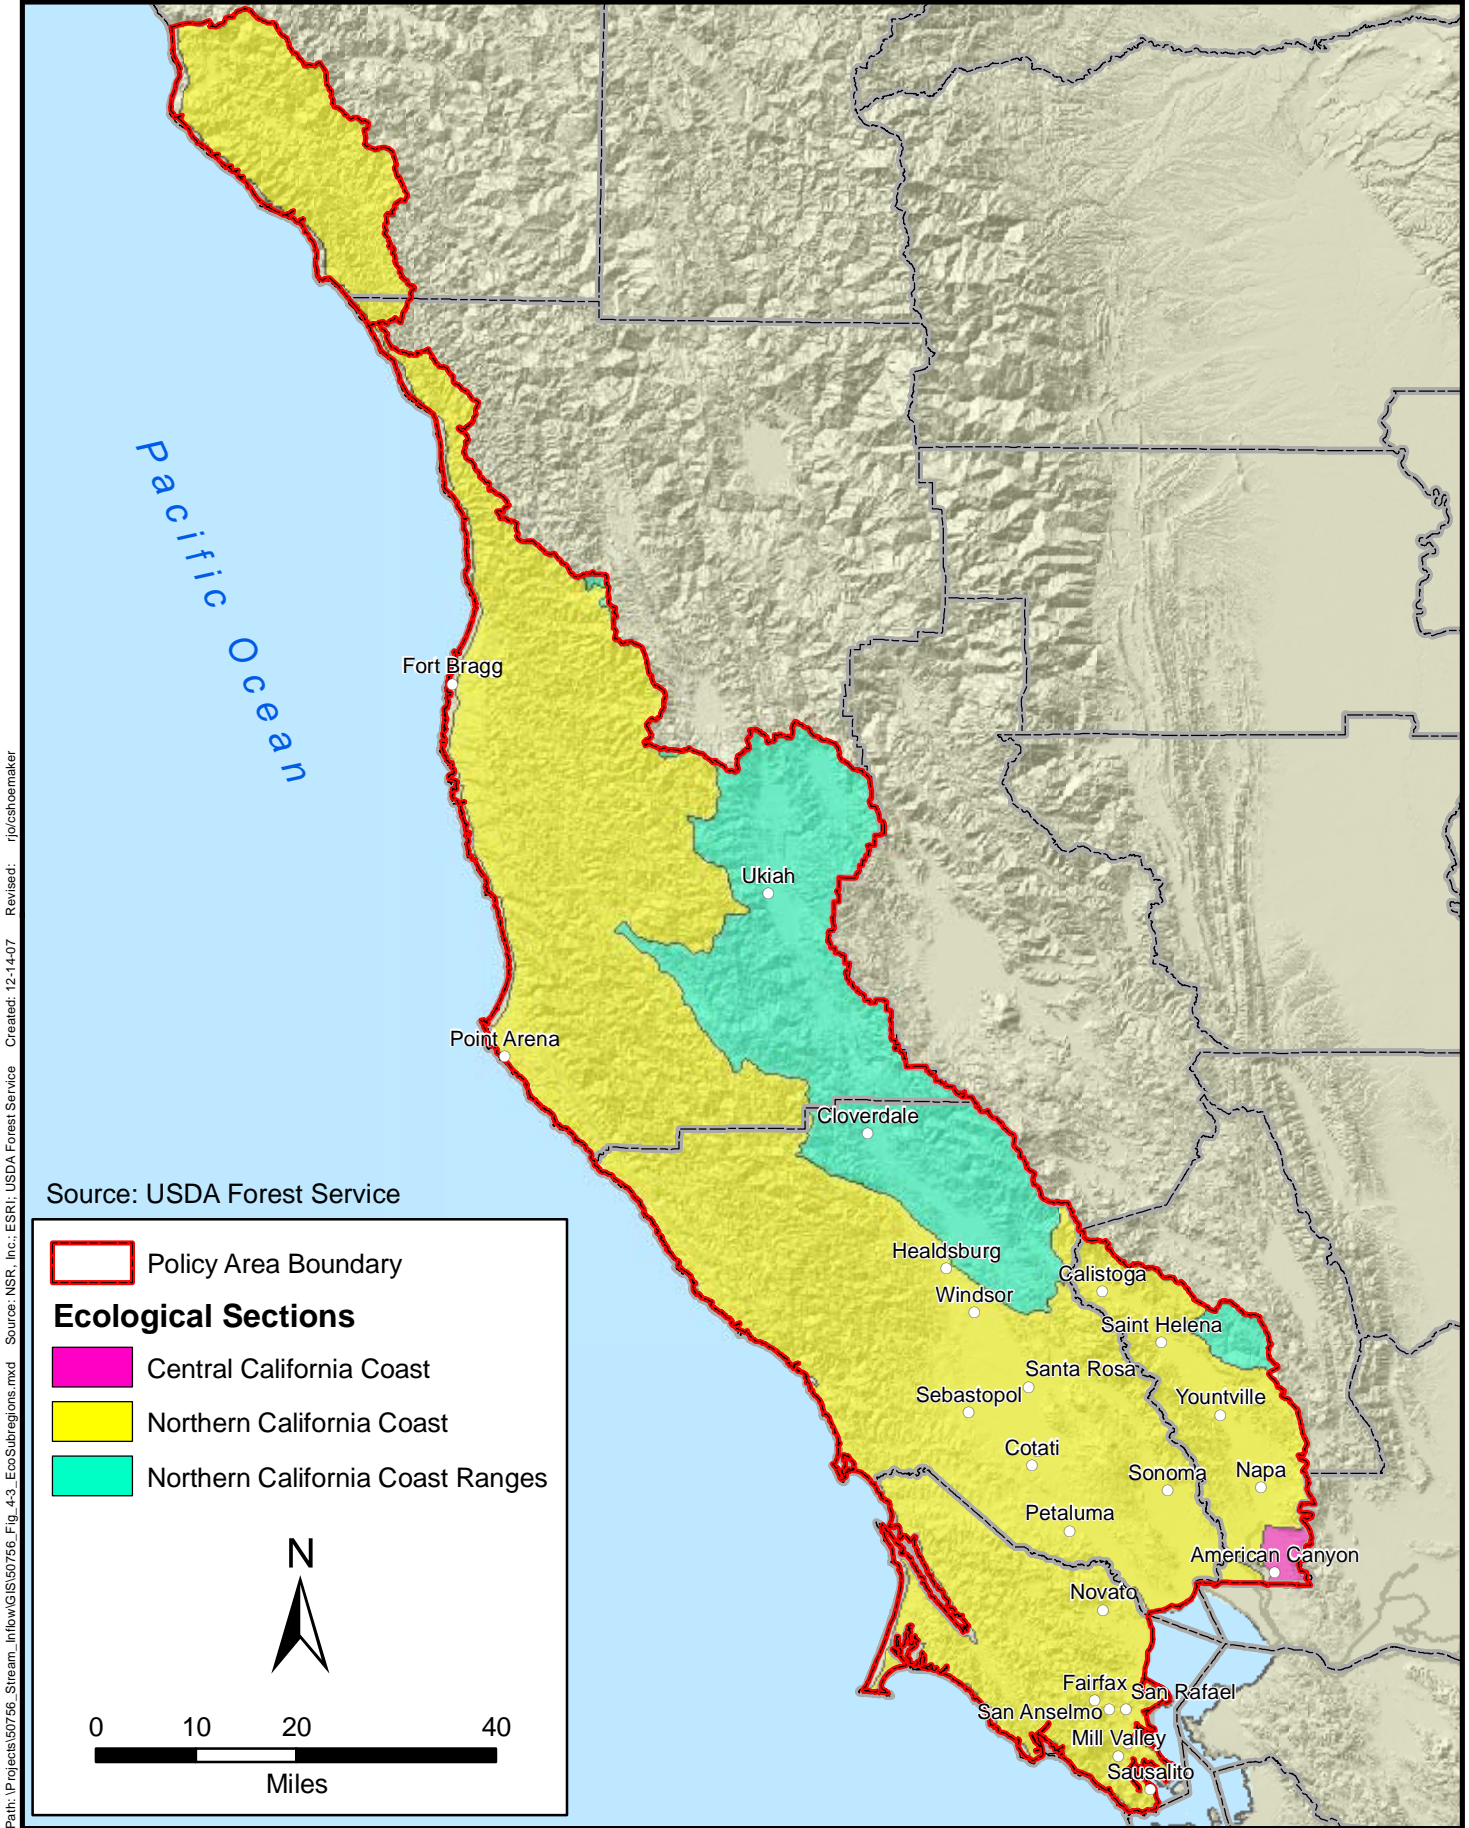 Pacific Ocean
Fort Bragg
Ukiah
Point Arena
Cloverdale
Healdsburg
Calistoga
Windsor
Saint Helena
Santa Rosa
Sebastopol
Yountville
Cotati
Sonoma
Napa
Petaluma
American Canyon
Novato
Fairfax
San Rafael
San Anselmo
Mill Valley
Sausalito
Source: USDA Forest Service
Policy Area Boundary
Ecological Sections
Central California Coast
Northern California Coast
Northern California Coast Ranges
N
0 10 20 40
Miles
Path: \Projects\50756_Stream_Inflow\GIS\50756_Fig_4-3_EcoSubregions.mxd Source: NSR, Inc.; ESRI; USDA Forest Service Created: 12-14-07 Revised: rjo/cshoemaker